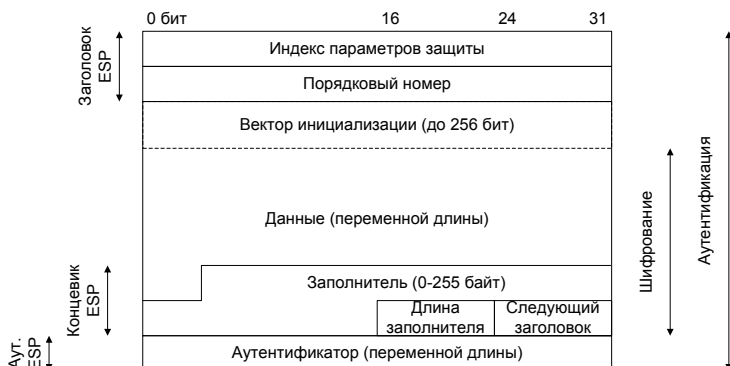 0 бит 16 24 31
Заголовок
ESP
Индекс параметров защиты
Порядковый номер
Вектор инициализации (до 256 бит)
Данные (переменной длины)
Шифрование
Аутентификация
Концевик
ESP
Заполнитель (0-255 байт)
Длина
заполнителя
Следующий
заголовок
Аут.
ESP
Аутентификатор (переменной длины)